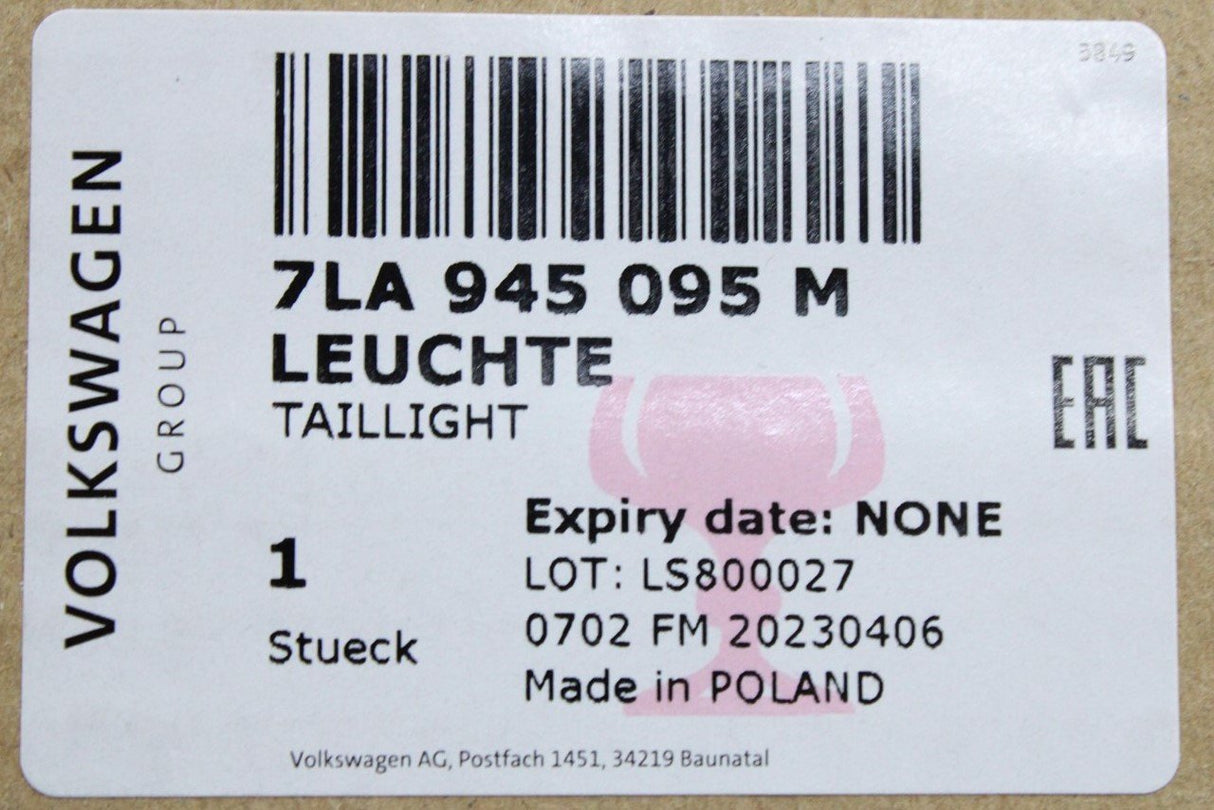 3849
VOLKSWAGEN
GROUP
7LA 945 095 M
LEUCHTE
TAILLIGHT
EAC
Expiry date: NONE
1
LOT: LS800027
0702 FM 20230406
Stueck
Made in POLAND
Volkswagen AG, Postfach 1451, 34219 Baunatal